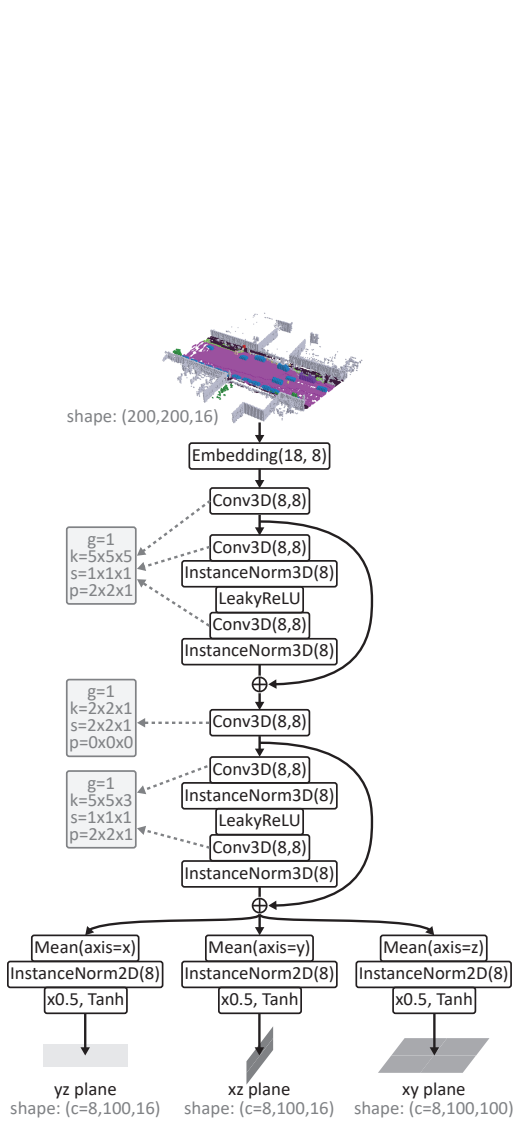 shape: (200,200,16)
Embedding(18, 8)
Conv3D(8,8)
g=1
k=5x5x5
s=1x1x1
p=2x2x1
Conv3D(8,8)
InstanceNorm3D(8)
LeakyReLU
Conv3D(8,8)
InstanceNorm3D(8)
g=1
k=2x2x1
s=2x2x1
p=0x0x0
Conv3D(8,8)
g=1
k=5x5x3
s=1x1x1
p=2x2x1
Conv3D(8,8)
InstanceNorm3D(8)
LeakyReLU
Conv3D(8,8)
InstanceNorm3D(8)
Mean(axis=x) Mean(axis=y) Mean(axis=z)
InstanceNorm2D(8) InstanceNorm2D(8) InstanceNorm2D(8)
x0.5, Tanh x0.5, Tanh x0.5, Tanh
yz plane xz plane xy plane
shape: (c=8,100,16) shape: (c=8,100,16) shape: (c=8,100,100)